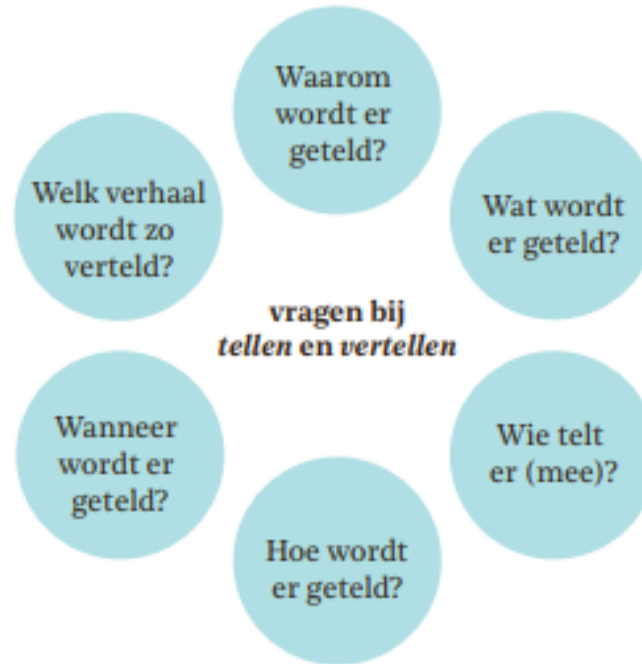 Waarom
wordt er
geteld?
Welk verhaal
wordt zo
verteld?
Wat wordt
er geteld?
vragen bij
tellen en vertellen
Wanneer
wordt er
geteld?
Wie telt
er (mee)?
Hoe wordt
er geteld?